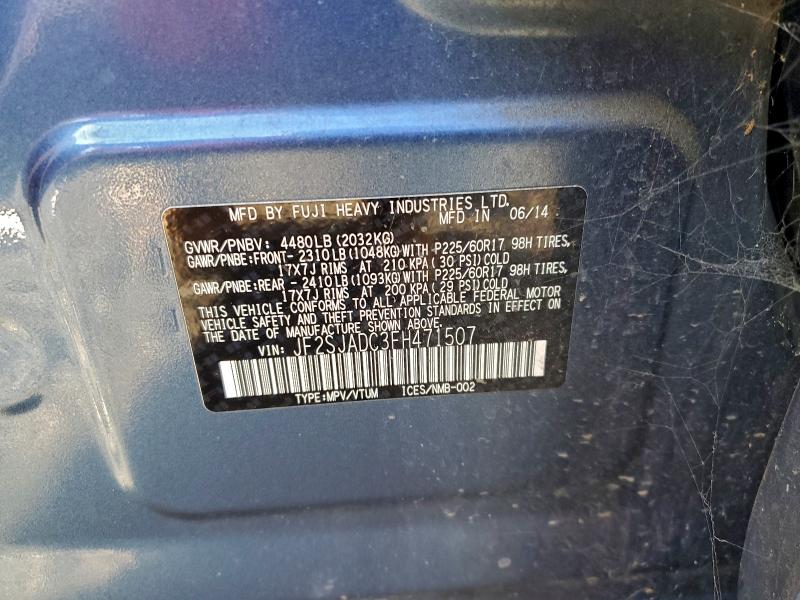 MFD BY FUJI HEAVY INDUSTRIES LTD.
MFD IN 06/14
GVWR/PNBV: 4480LB(2032KG)
GAWR/PNBE:FRONT- 2310LB(1048KG)WITH P225/60R17 98H TIRES,
17X7J RIMS AT 210 KPA(30 PSI)COLD
GAWR/PNBE:REAR - 2410LB(1093KG)WITH P225/60R17 98H TIRES,
17X7J RIMS AT 200 KPA(29 PSI)COLD
THIS VEHICLE CONFORMS TO ALL APPLICABLE FEDERAL MOTOR
VEHICLE SAFETY AND THEFT PREVENTION STANDARDS IN EFFECT ON
THE DATE OF MANUFACTURE SHOWN ABOVE.
VIN: JF2SJADC3FH471507
TYPE:MPV/VTUM ICES/NMB-002